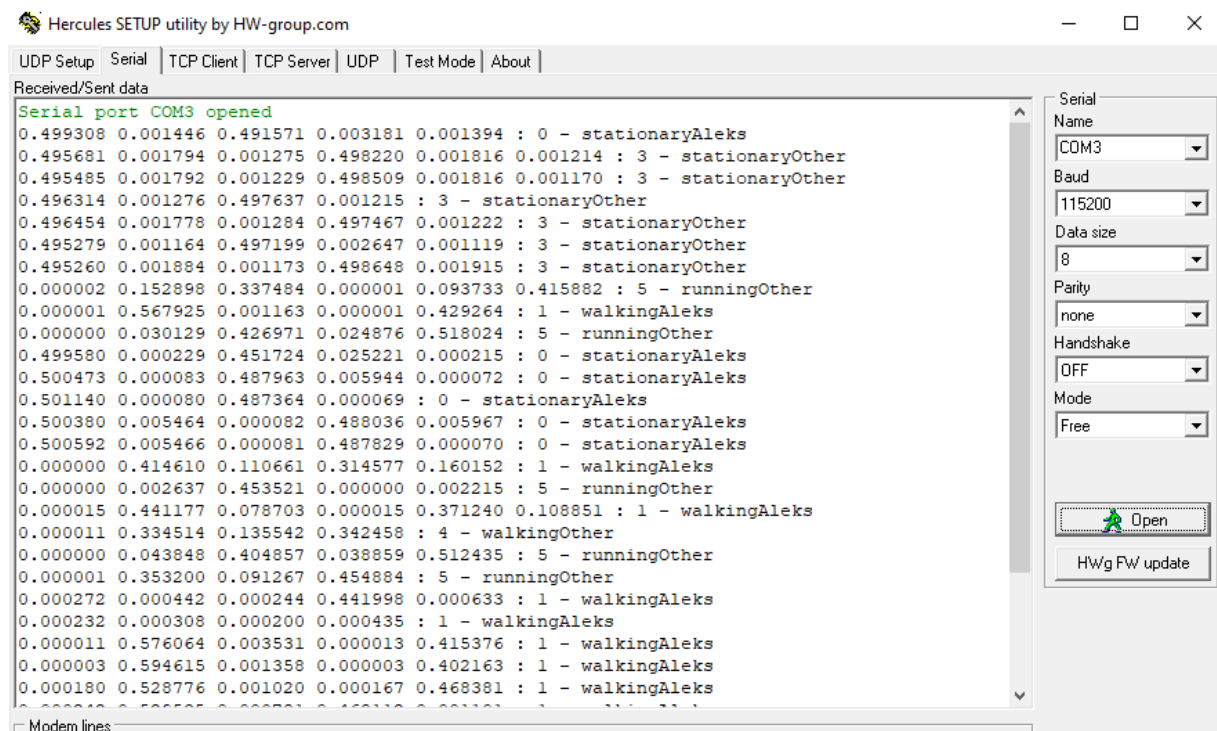 Hercules SETUP utility by HW-group.com
UDP Setup Serial TCP Client TCP Server UDP Test Mode About
Received/Sent data
Serial port COM3 opened
0.499308 0.001446 0.491571 0.003181 0.001394 : 0 - stationaryAleks
0.495681 0.001794 0.001275 0.498220 0.001816 0.001214 : 3 - stationaryOther
0.495485 0.001792 0.001229 0.498509 0.001816 0.001170 : 3 - stationaryOther
0.496314 0.001276 0.497637 0.001215 : 3 - stationaryOther
0.496454 0.001778 0.001284 0.497467 0.001222 : 3 - stationaryOther
0.495279 0.001164 0.497199 0.002647 0.001119 : 3 - stationaryOther
0.495260 0.001884 0.001173 0.498648 0.001915 : 3 - stationaryOther
0.000002 0.152898 0.337484 0.000001 0.093733 0.415882 : 5 - runningOther
0.000001 0.567925 0.001163 0.000001 0.429264 : 1 - walkingAleks
0.000000 0.030129 0.426971 0.024876 0.518024 : 5 - runningOther
0.499580 0.000229 0.451724 0.025221 0.000215 : 0 - stationaryAleks
0.500473 0.000083 0.487963 0.005944 0.000072 : 0 - stationaryAleks
0.501140 0.000080 0.487364 0.000069 : 0 - stationaryAleks
0.500380 0.005464 0.000082 0.488036 0.005967 : 0 - stationaryAleks
0.500592 0.005466 0.000081 0.487829 0.000070 : 0 - stationaryAleks
0.000000 0.414610 0.110661 0.314577 0.160152 : 1 - walkingAleks
0.000000 0.002637 0.453521 0.000000 0.002215 : 5 - runningOther
0.000015 0.441177 0.078703 0.000015 0.371240 0.108851 : 1 - walkingAleks
0.000011 0.334514 0.135542 0.342458 : 4 - walkingOther
0.000000 0.043848 0.404857 0.038859 0.512435 : 5 - runningOther
0.000001 0.353200 0.091267 0.454884 : 5 - runningOther
0.000272 0.000442 0.000244 0.441998 0.000633 : 1 - walkingAleks
0.000232 0.000308 0.000200 0.000435 : 1 - walkingAleks
0.000011 0.576064 0.003531 0.000013 0.415376 : 1 - walkingAleks
0.000003 0.594615 0.001358 0.000003 0.402163 : 1 - walkingAleks
0.000180 0.528776 0.001020 0.000167 0.468381 : 1 - walkingAleks
Modem lines
Serial
Name
COM3
Baud
115200
Data size
8
Parity
none
Handshake
OFF
Mode
Free
Open
HWg FW update